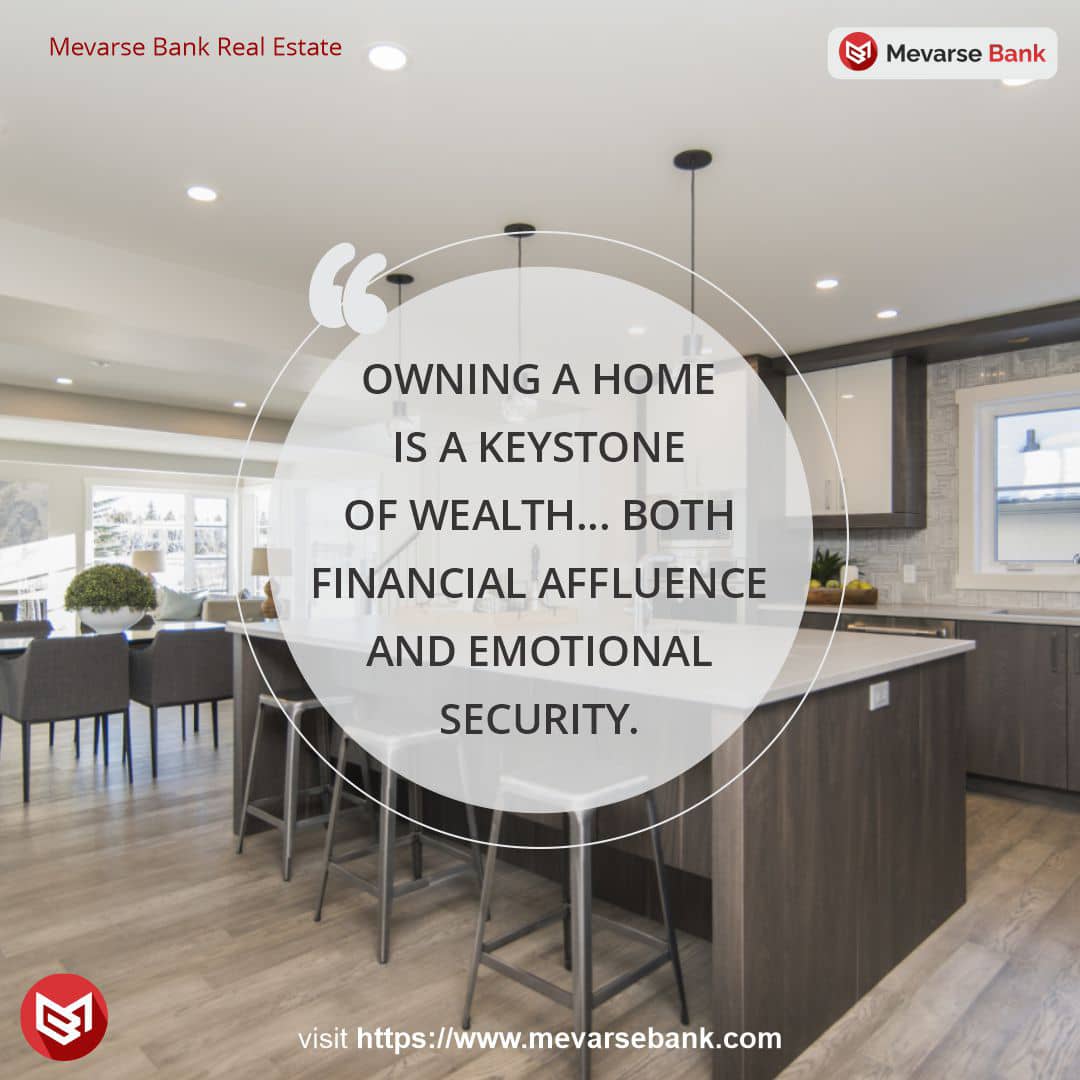 Mevarse Bank Real Estate
Mevarse Bank
OWNING A HOME
IS A KEYSTONE
OF WEALTH... BOTH
FINANCIAL AFFLUENCE
AND EMOTIONAL
SECURITY.
visit https://www.mevarsebank.com